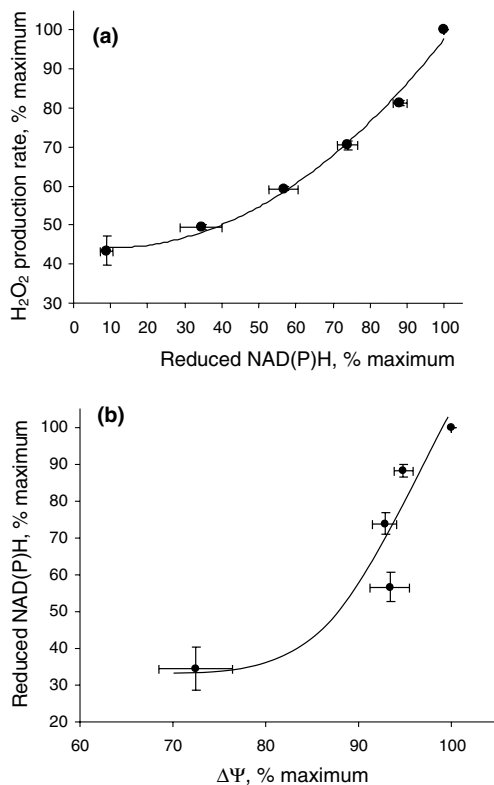 (a)
H₂O₂ production rate, % maximum
100
90
80
70
60
50
40
30
0 10 20 30 40 50 60 70 80 90 100
Reduced NAD(P)H, % maximum
(b)
Reduced NAD(P)H, % maximum
100
90
80
70
60
50
40
30
20
60 70 80 90 100
ΔΨ, % maximum